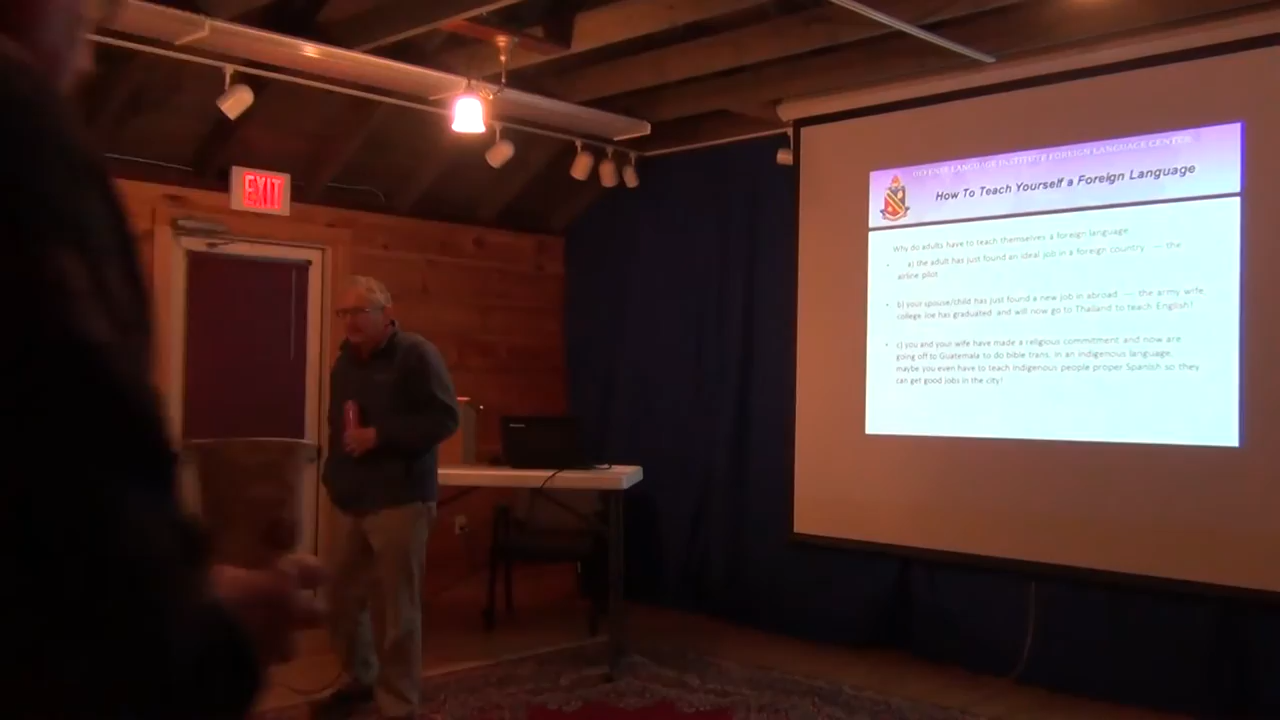 EXIT
DEFENSE LANGUAGE INSTITUTE FOREIGN LANGUAGE CENTER
How To Teach Yourself a Foreign Language
Why do adults have to teach themselves a foreign language
a) the adult has just found an ideal job in a foreign country. --- the
airline pilot
b) your spouse/child has just found a new job in abroad. --- the army wife,
college Joe has graduated and will now go to Thailand to teach English!
c) you and your wife have made a religious commitment and now are
going off to Guatemala to do bible trans. in an indigenous language,
maybe you even have to teach indigenous people proper Spanish so they
can get good jobs in the city!